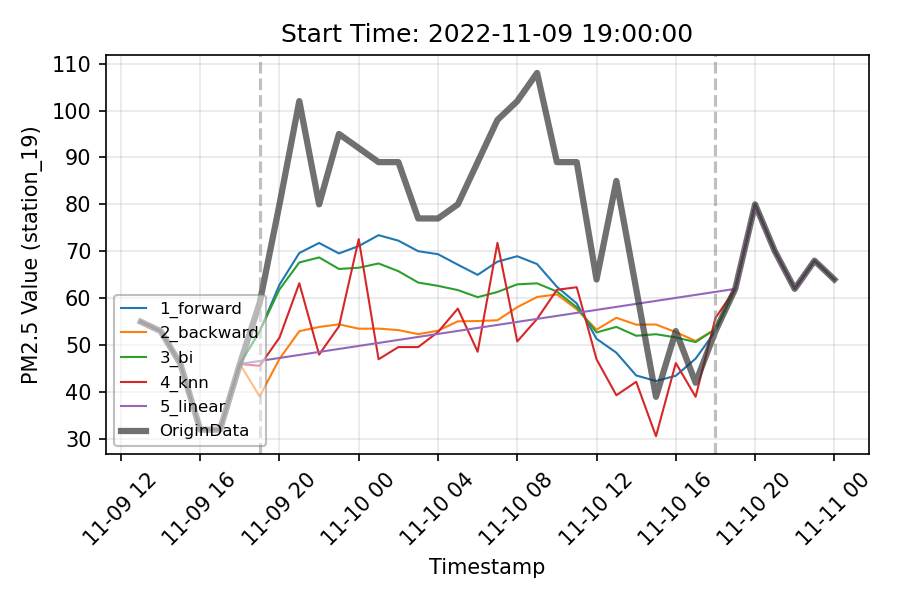 Start Time: 2022-11-09 19:00:00
PM2.5 Value (station_19)
110
100
90
80
70
60
50
40
30
1_forward
2_backward
3_bi
4_knn
5_linear
OriginData
11-09 12
11-09 16
11-09 20
11-10 00
11-10 04
11-10 08
11-10 12
11-10 16
11-10 20
11-11 00
Timestamp